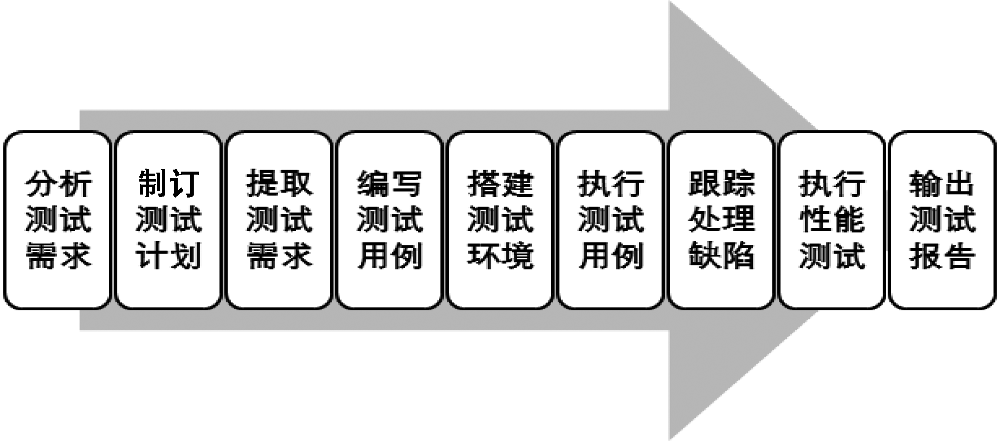 分析
测试
需求
制订
测试
计划
提取
测试
需求
编写
测试
用例
搭建
测试
环境
执行
测试
用例
跟踪
处理
缺陷
执行
性能
测试
输出
测试
报告